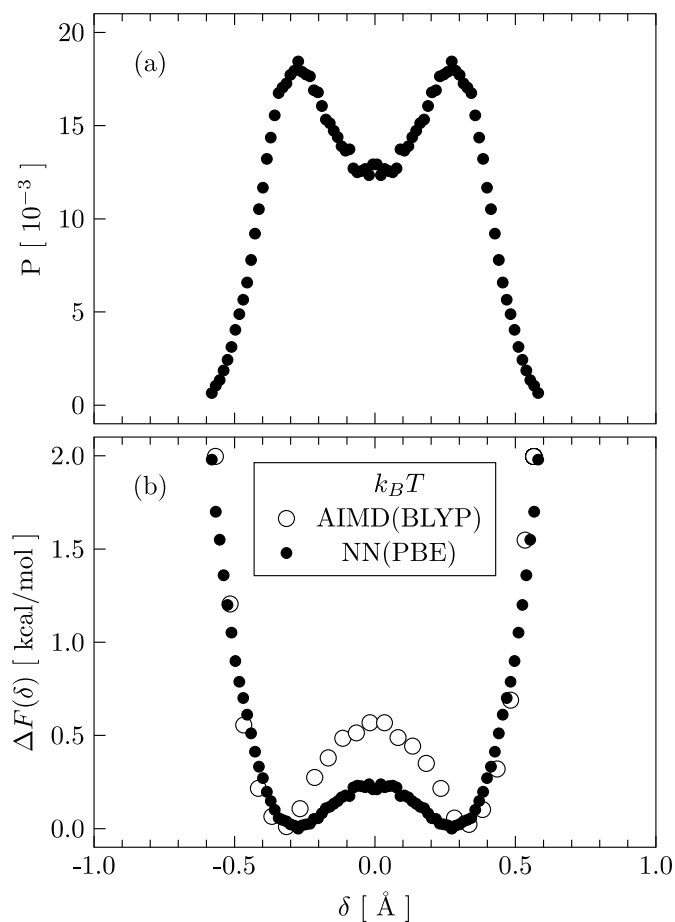 20
(a)
15
P [ 10⁻³ ]
10
5
0
2.0
(b)
k_BT
AIMD(BLYP)
NN(PBE)
1.5
ΔF(δ) [ kcal/mol ]
1.0
0.5
0.0
-1.0 -0.5 0.0 0.5 1.0
δ [ Å ]